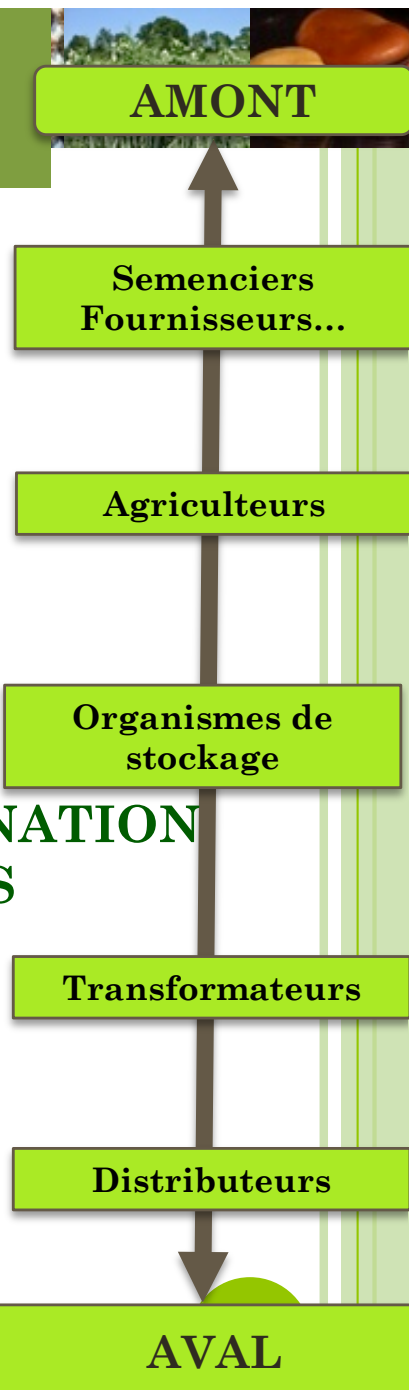 AMONT
Semenciers
Fournisseurs...
Agriculteurs
Organismes de
stockage
NATION
S
Transformateurs
Distributeurs
AVAL